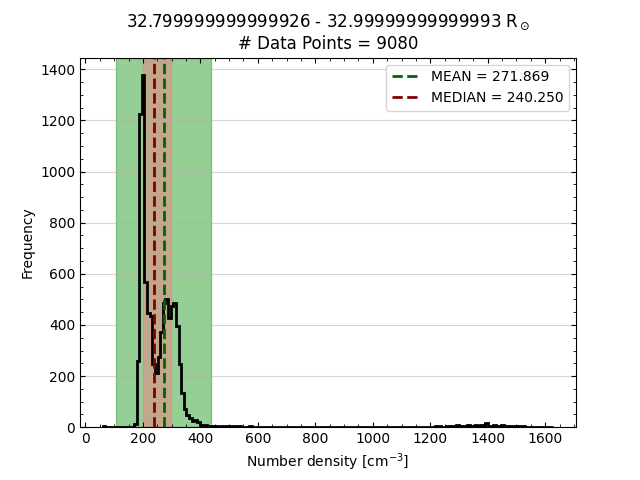 32.799999999999926 - 32.99999999999993 R⊙
# Data Points = 9080
MEAN = 271.869
MEDIAN = 240.250
Frequency
1400
1200
1000
800
600
400
200
0
0 200 400 600 800 1000 1200 1400 1600
Number density [cm⁻³]